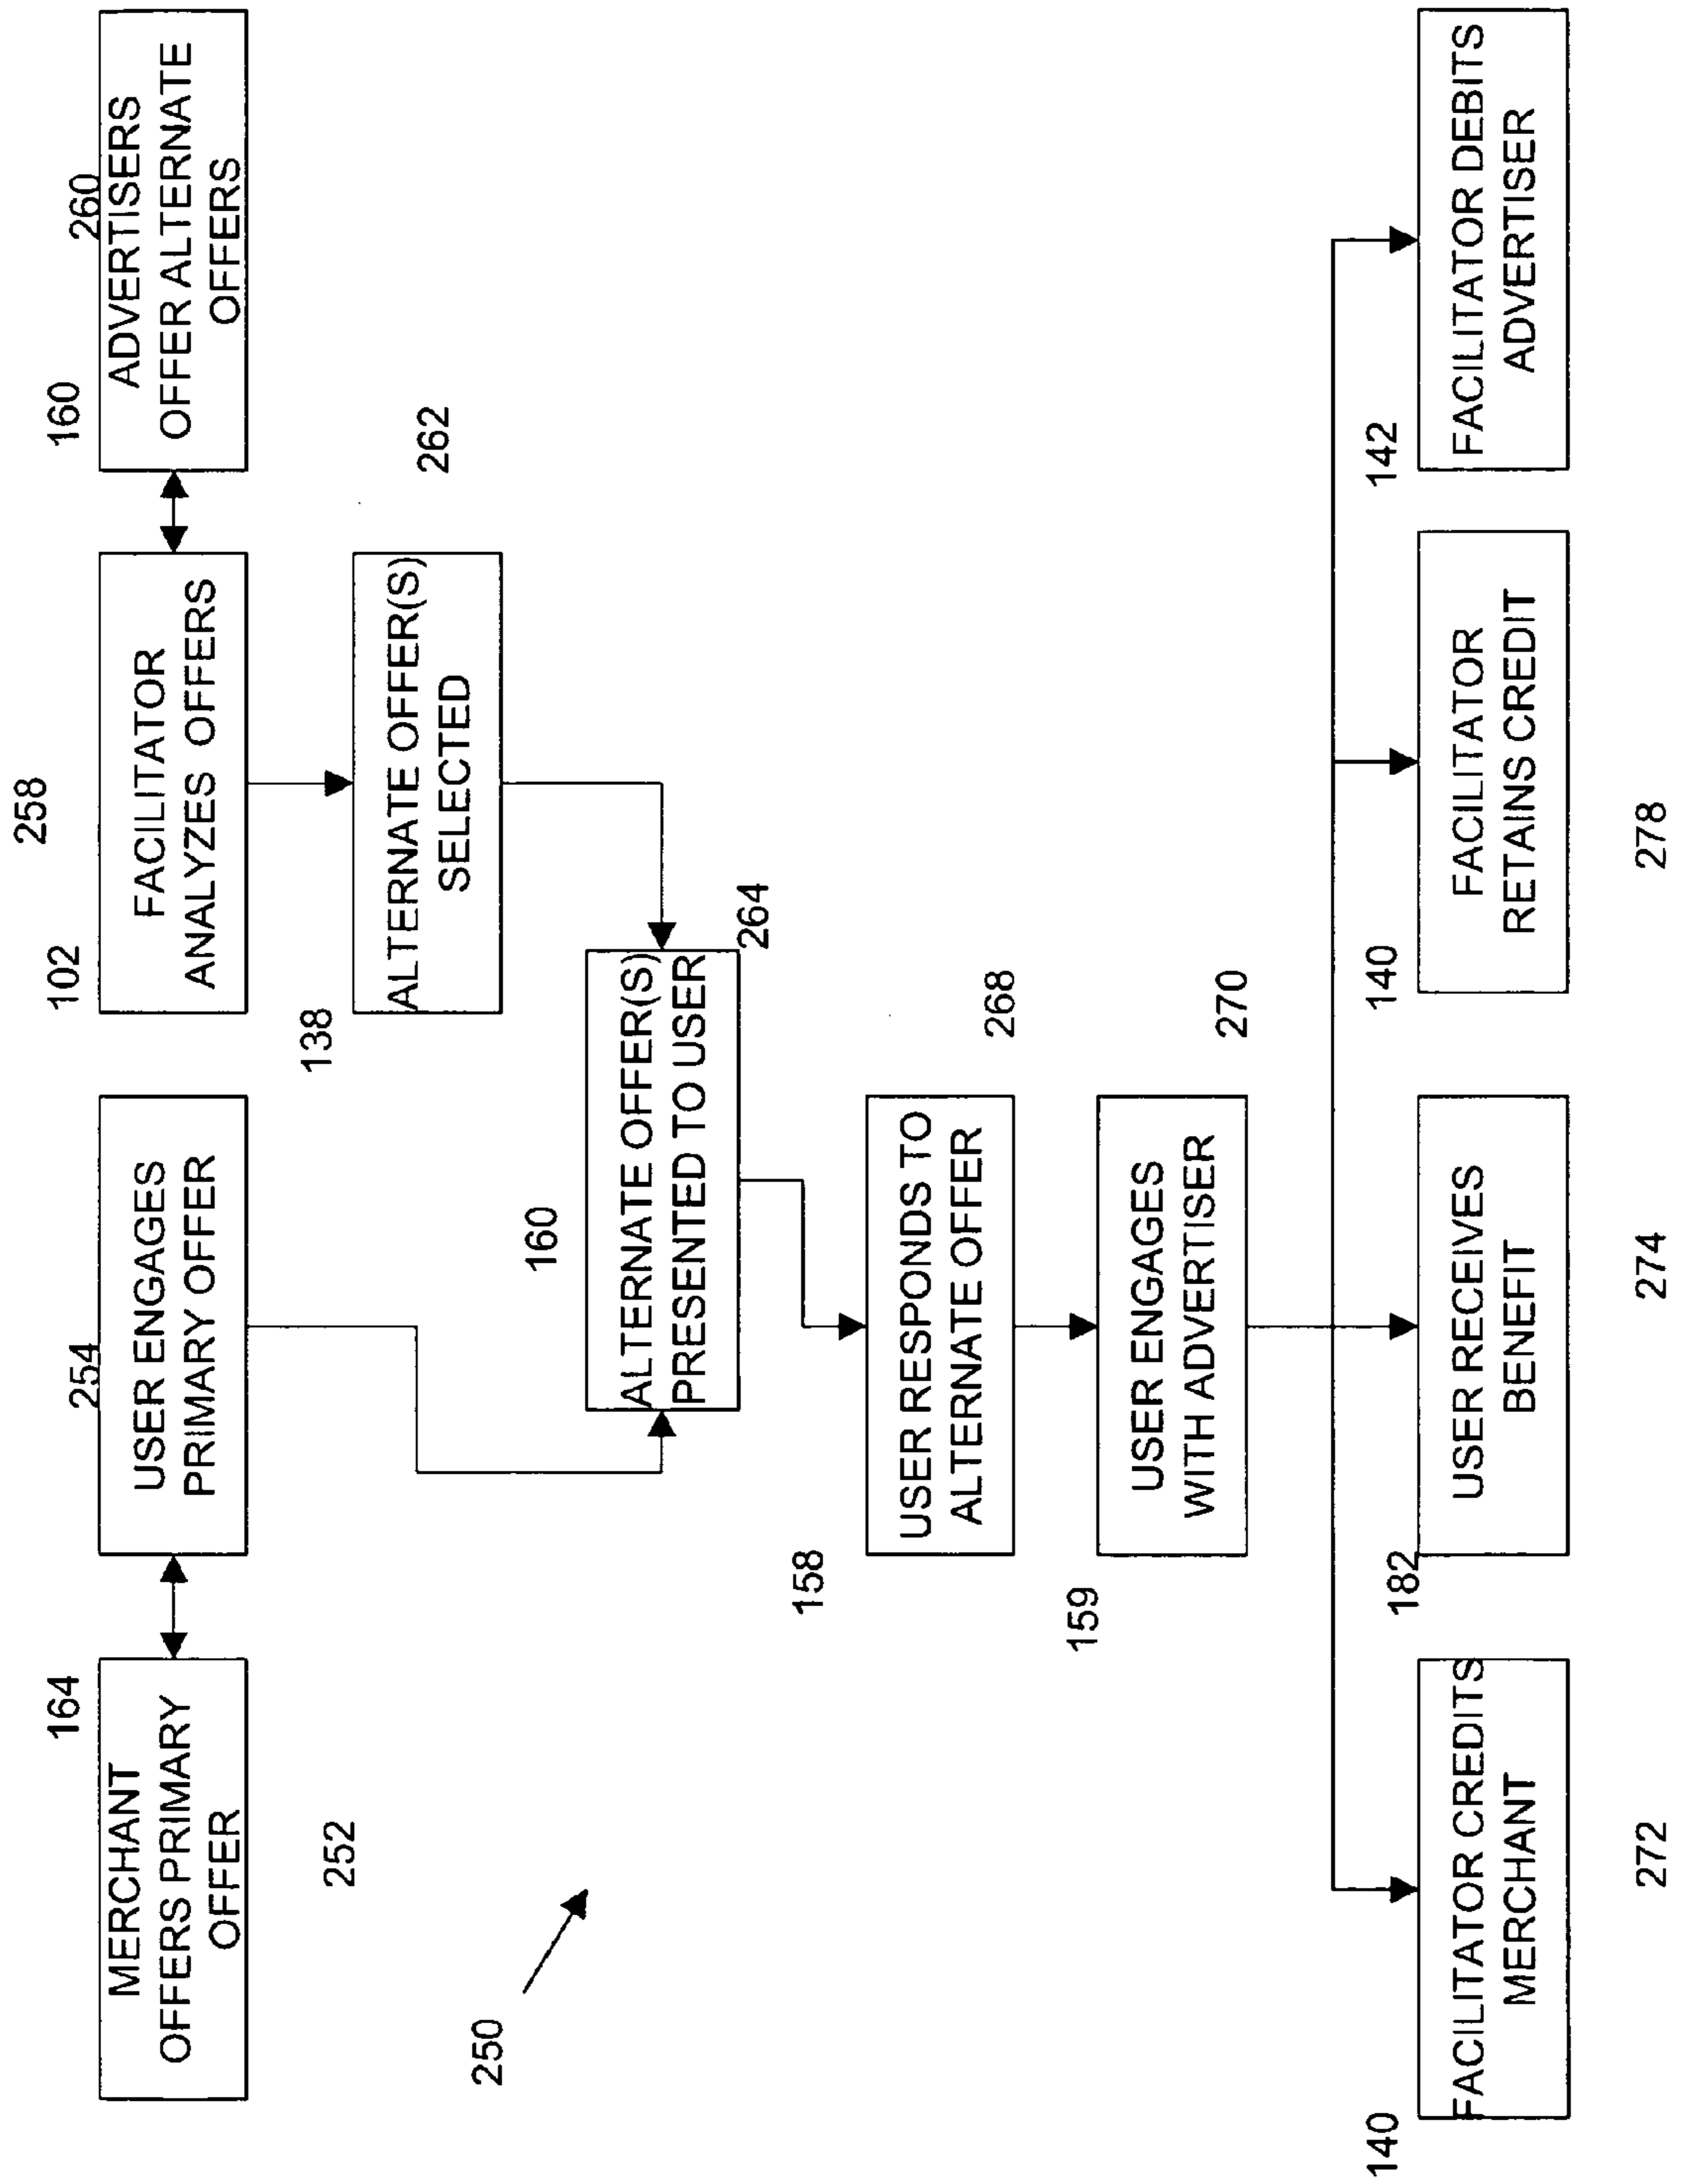 164
MERCHANT
OFFERS PRIMARY
OFFER
252
254
USER ENGAGES
PRIMARY OFFER
102
258
FACILITATOR
ANALYZES OFFERS
160
260
ADVERTISERS
OFFER ALTERNATE
OFFERS
138
ALTERNATE OFFER(S)
SELECTED
262
250
160
ALTERNATE OFFER(S)
PRESENTED TO USER
264
158
USER RESPONDS TO
ALTERNATE OFFER
268
159
USER ENGAGES
WITH ADVERTISER
270
140
FACILITATOR CREDITS
MERCHANT
272
182
USER RECEIVES
BENEFIT
274
140
FACILITATOR
RETAINS CREDIT
278
142
FACILITATOR DEBITS
ADVERTISER